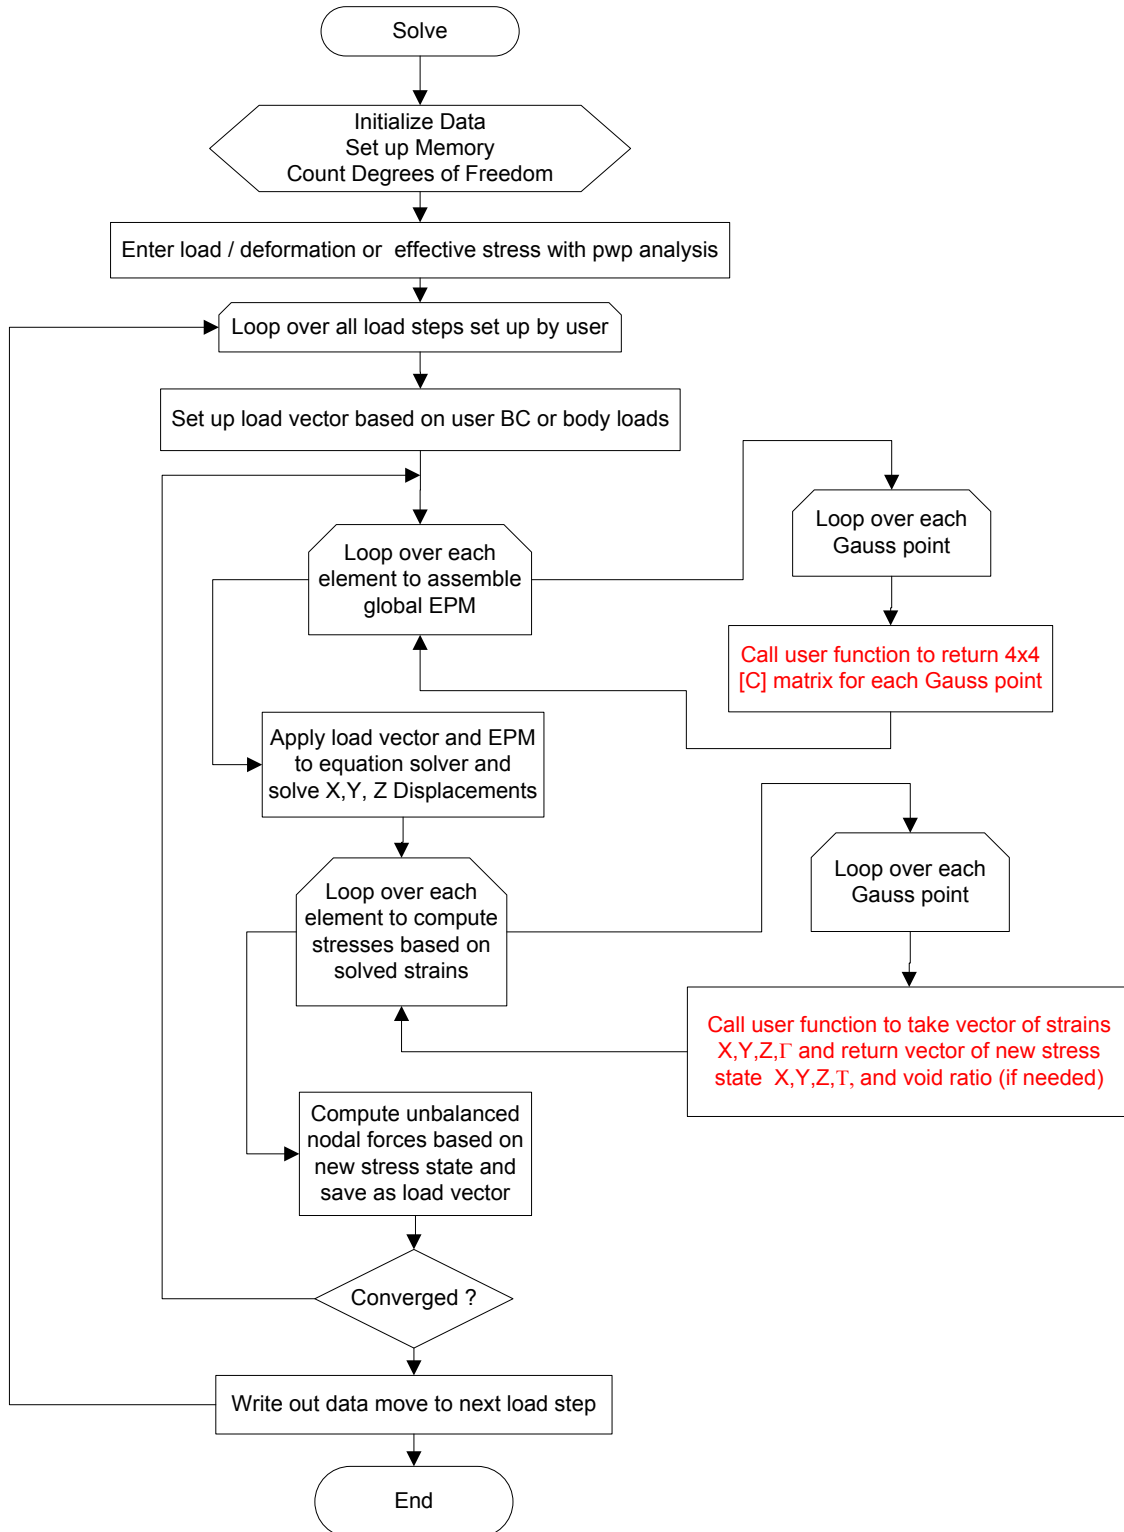 Solve
Initialize Data
Set up Memory
Count Degrees of Freedom
Enter load / deformation or effective stress with pwp analysis
Loop over all load steps set up by user
Set up load vector based on user BC or body loads
Loop over each
element to assemble
global EPM
Loop over each
Gauss point
Call user function to return 4x4
[C] matrix for each Gauss point
Apply load vector and EPM
to equation solver and
solve X,Y, Z Displacements
Loop over each
element to compute
stresses based on
solved strains
Loop over each
Gauss point
Call user function to take vector of strains
X,Y,Z,Γ and return vector of new stress
state X,Y,Z,Τ, and void ratio (if needed)
Compute unbalanced
nodal forces based on
new stress state and
save as load vector
Converged ?
Write out data move to next load step
End